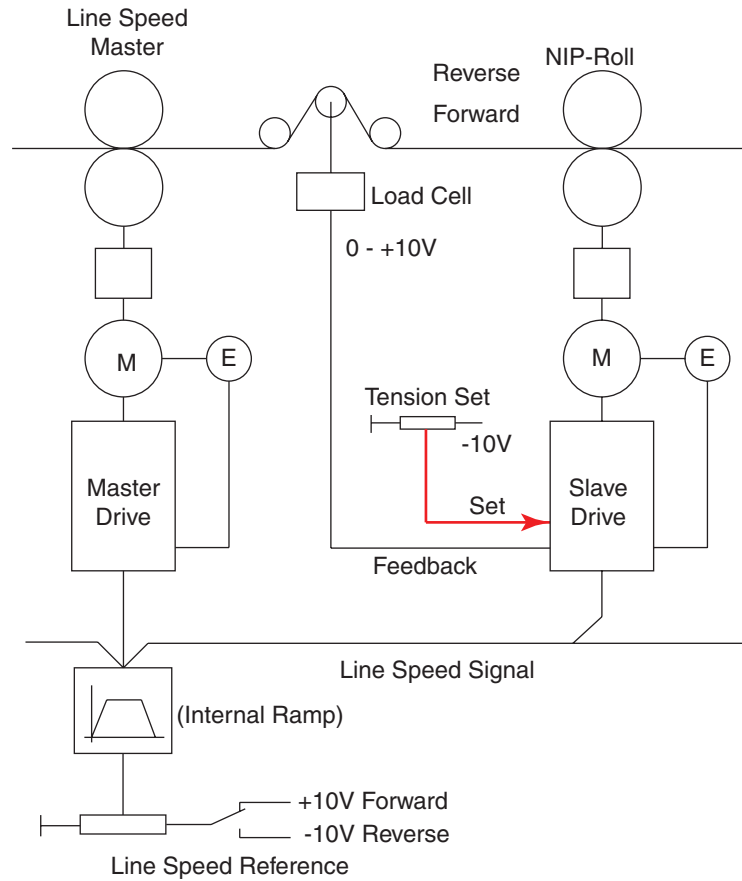 Line Speed
Master
NIP-Roll
Reverse
Forward
Load Cell
0 - +10V
M
E
M
E
Tension Set
-10V
Master
Drive
Set
Slave
Drive
Feedback
Line Speed Signal
(Internal Ramp)
+10V Forward
-10V Reverse
Line Speed Reference